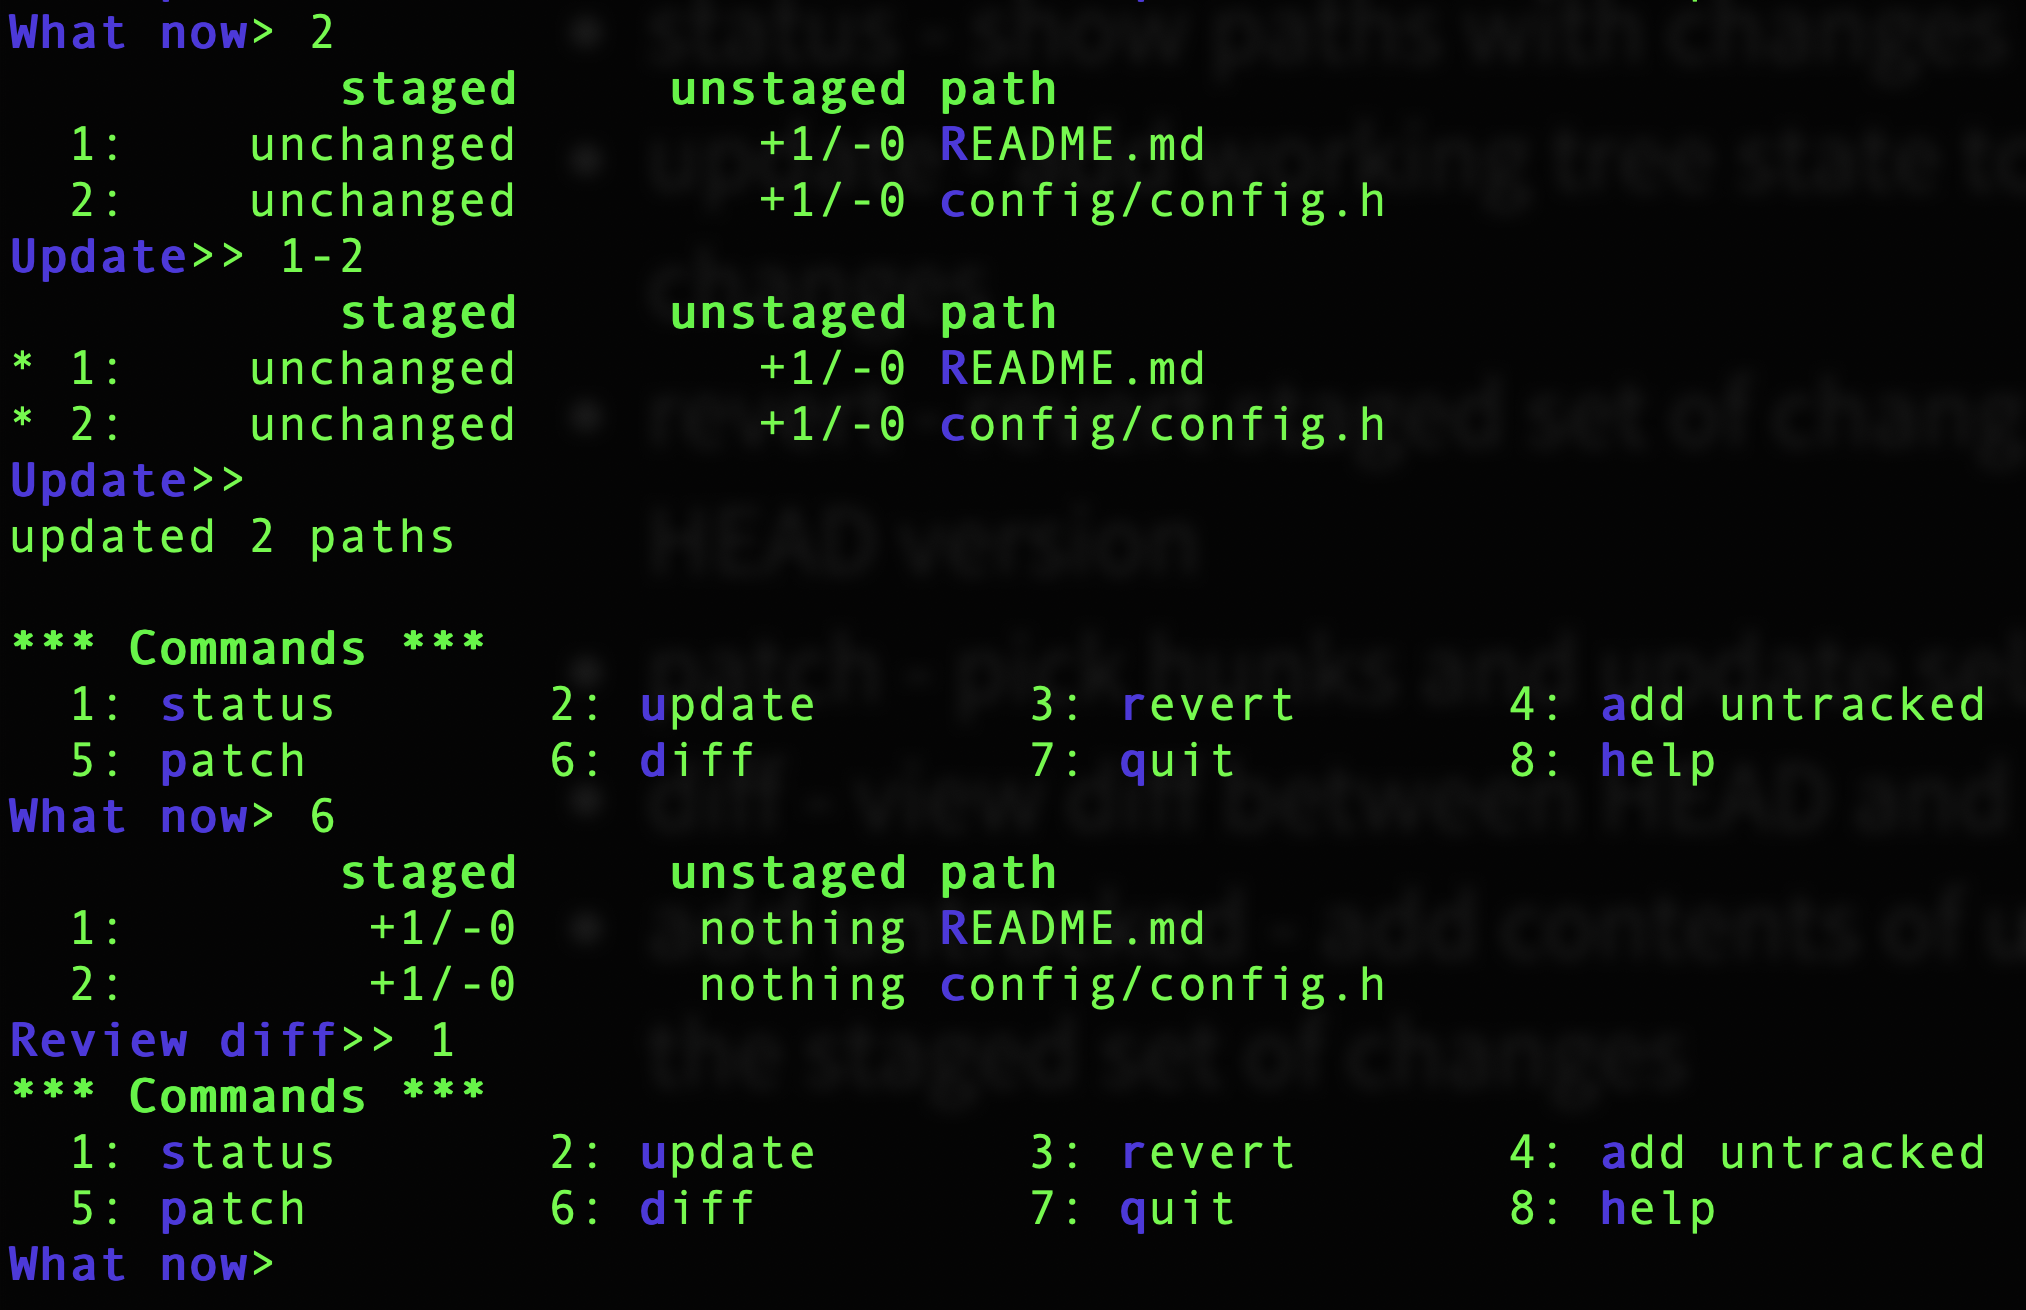 What now> 2
           staged     unstaged path
  1:    unchanged        +1/-0 README.md
  2:    unchanged        +1/-0 config/config.h
Update>> 1-2
           staged     unstaged path
* 1:    unchanged        +1/-0 README.md
* 2:    unchanged        +1/-0 config/config.h
Update>>
updated 2 paths

*** Commands ***
  1: status       2: update       3: revert       4: add untracked
  5: patch        6: diff         7: quit         8: help
What now> 6
           staged     unstaged path
  1:        +1/-0      nothing README.md
  2:        +1/-0      nothing config/config.h
Review diff>> 1
*** Commands ***
  1: status       2: update       3: revert       4: add untracked
  5: patch        6: diff         7: quit         8: help
What now>